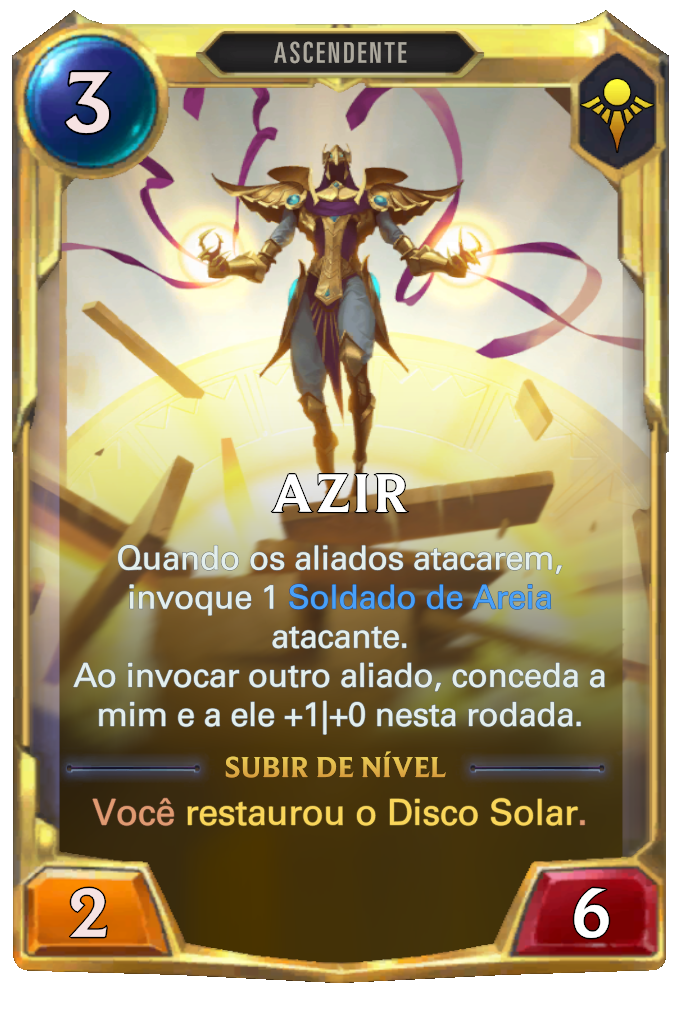 ASCENDENTE
3
AZIR
Quando os aliados atacarem,
invoque 1 Soldado de Areia
atacante.
Ao invocar outro aliado, conceda a
mim e a ele +1|+0 nesta rodada.
SUBIR DE NÍVEL
Você restaurou o Disco Solar.
2
6